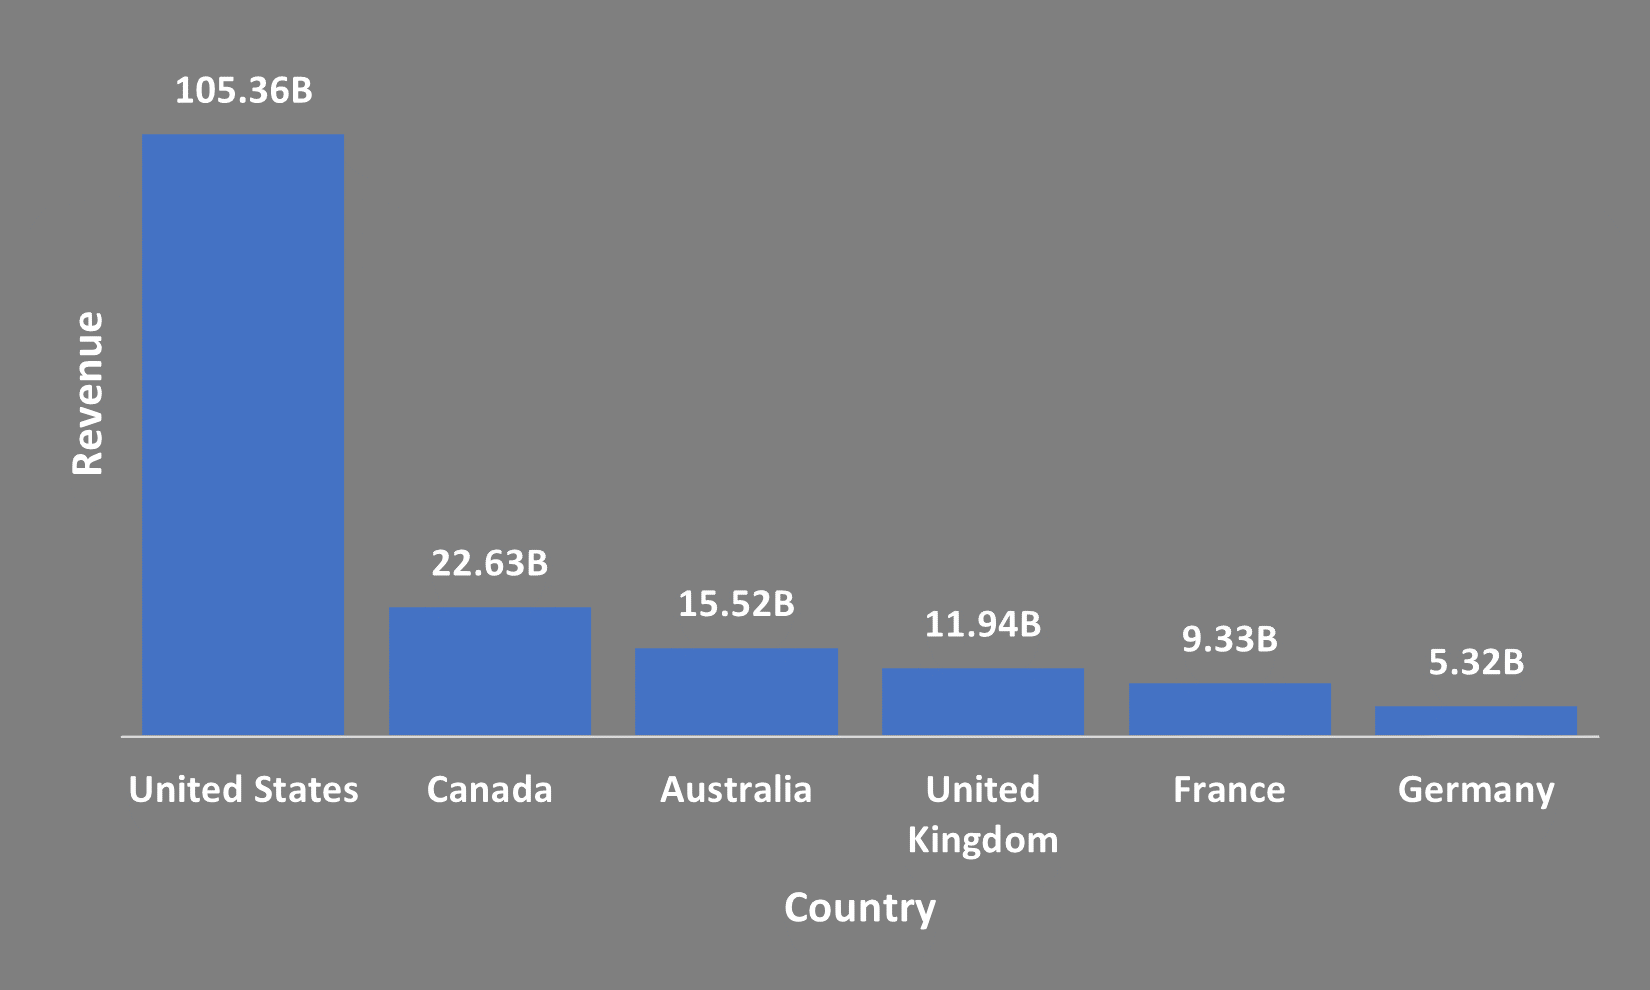 105.36B
22.63B
15.52B
11.94B
9.33B
5.32B
Revenue
United States
Canada
Australia
United
Kingdom
France
Germany
Country